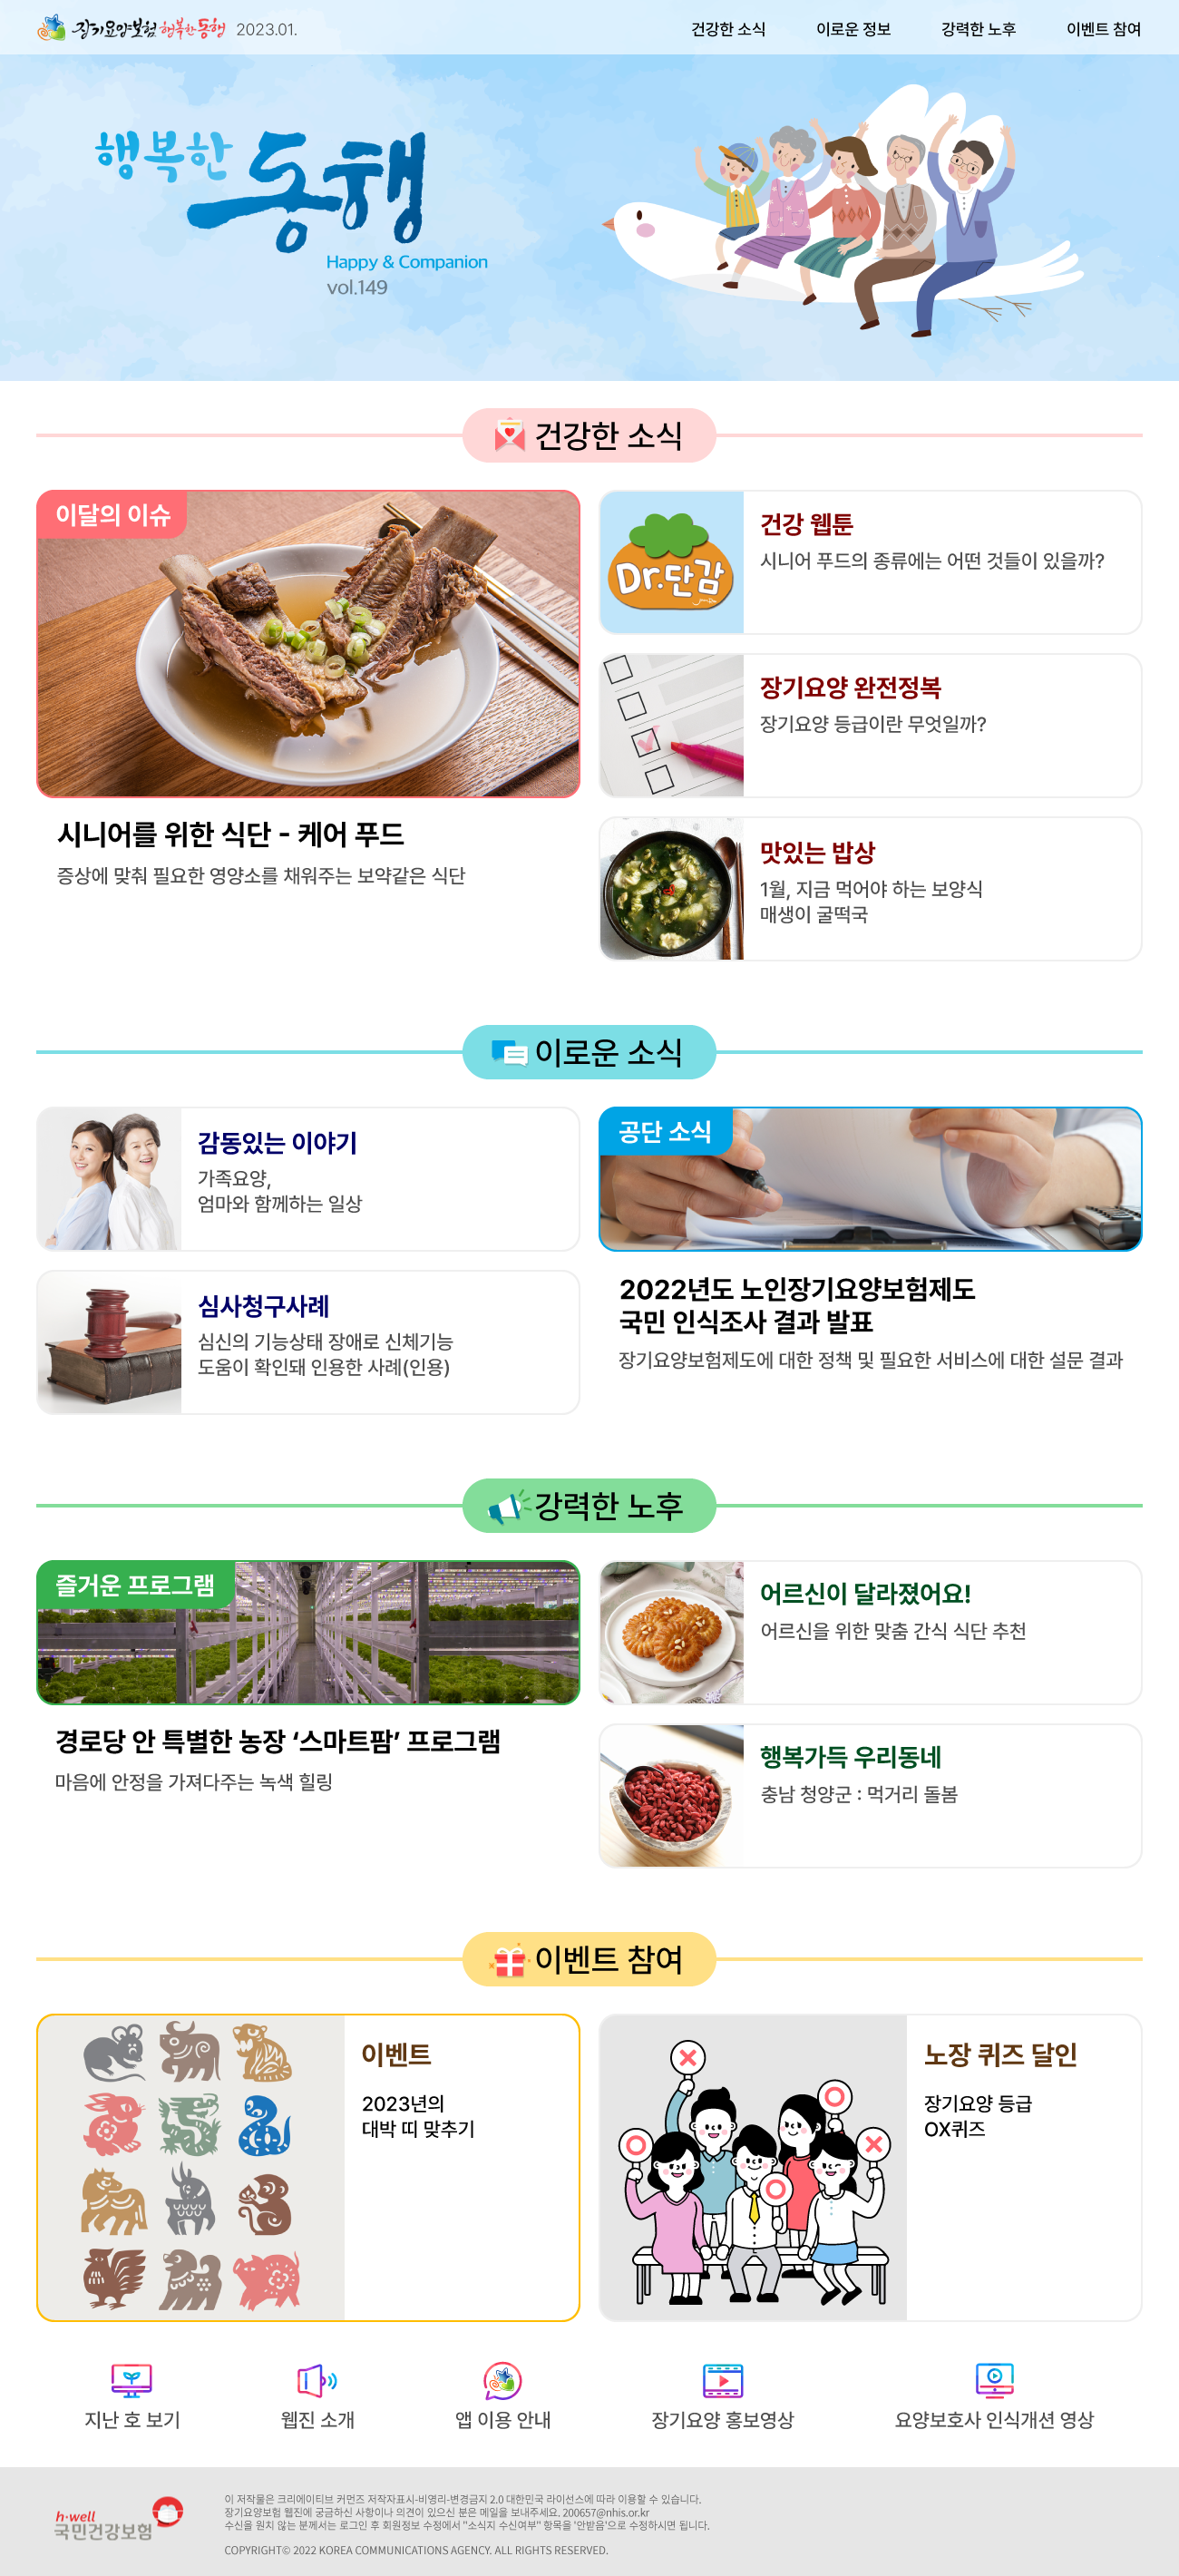 장기요양보험 행복한 동행 2023.01.
건강한 소식
이로운 정보
강력한 노후
이벤트 참여
행복한 동행
Happy & Companion
vol.149
건강한 소식
이달의 이슈
시니어를 위한 식단 - 케어 푸드
증상에 맞춰 필요한 영양소를 채워주는 보약같은 식단
Dr.단감
건강 웹툰
시니어 푸드의 종류에는 어떤 것들이 있을까?
장기요양 완전정복
장기요양 등급이란 무엇일까?
맛있는 밥상
1월, 지금 먹어야 하는 보양식
매생이 굴떡국
이로운 소식
감동있는 이야기
가족요양,
엄마와 함께하는 일상
심사청구사례
심신의 기능상태 장애로 신체기능
도움이 확인돼 인용한 사례(인용)
공단 소식
2022년도 노인장기요양보험제도
국민 인식조사 결과 발표
장기요양보험제도에 대한 정책 및 필요한 서비스에 대한 설문 결과
강력한 노후
즐거운 프로그램
경로당 안 특별한 농장 ‘스마트팜’ 프로그램
마음에 안정을 가져다주는 녹색 힐링
어르신이 달라졌어요!
어르신을 위한 맞춤 간식 식단 추천
행복가득 우리동네
충남 청양군 : 먹거리 돌봄
이벤트 참여
이벤트
2023년의
대박 띠 맞추기
노장 퀴즈 달인
장기요양 등급
OX퀴즈
지난 호 보기
웹진 소개
앱 이용 안내
장기요양 홍보영상
요양보호사 인식개선 영상
h·well
국민건강보험
이 저작물은 크리에이티브 커먼즈 저작자표시-비영리-변경금지 2.0 대한민국 라이선스에 따라 이용할 수 있습니다.
장기요양보험 웹진에 궁금하신 사항이나 의견이 있으신 분은 메일을 보내주세요. 200657@nhis.or.kr
수신을 원치 않는 분께서는 로그인 후 회원정보 수정에서 "소식지 수신여부" 항목을 '안받음'으로 수정하시면 됩니다.
COPYRIGHT© 2022 KOREA COMMUNICATIONS AGENCY. ALL RIGHTS RESERVED.